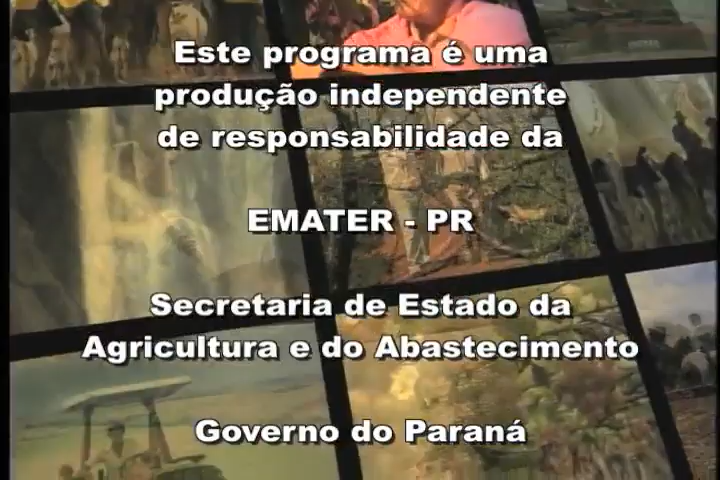 Este programa é uma
produção independente
de responsabilidade da
EMATER - PR
Secretaria de Estado da
Agricultura e do Abastecimento
Governo do Paraná